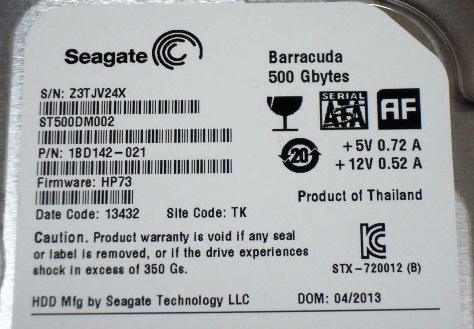 Seagate
Barracuda
500 Gbytes
S/N: Z3TJV24X
ST500DM002
P/N: 1BD142-021
Firmware: HP73
Date Code: 13432 Site Code: TK
SERIAL
SATA
AF
20
+5V 0.72 A
+12V 0.52 A
Product of Thailand
Caution. Product warranty is void if any seal
or label is removed, or if the drive experiences
shock in excess of 350 Gs.
STX-720012 (B)
HDD Mfg by Seagate Technology LLC DOM: 04/2013